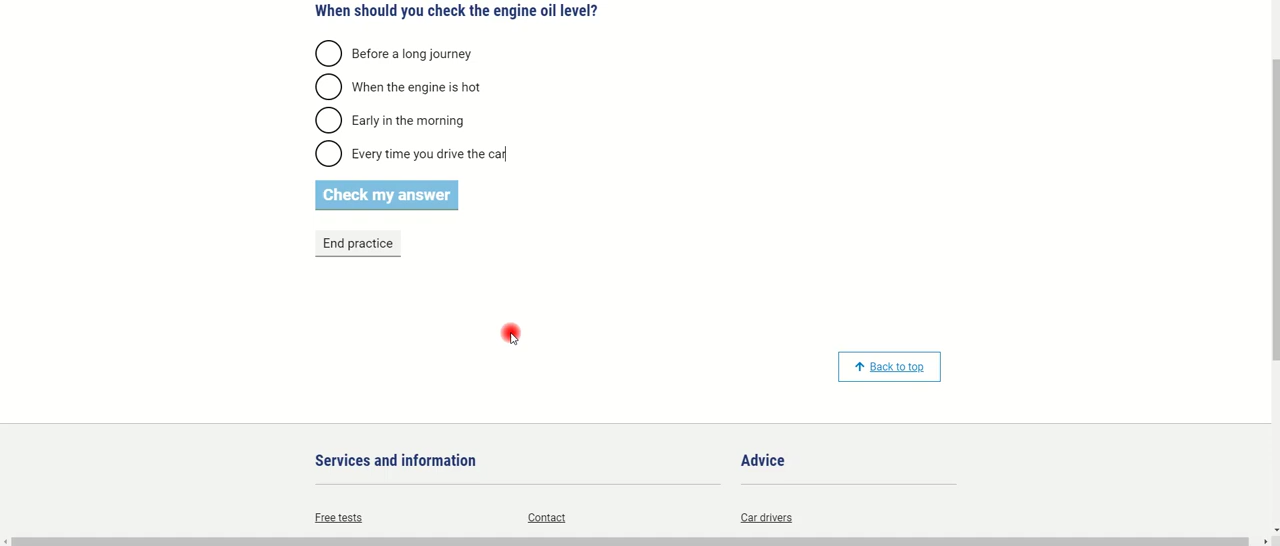 When should you check the engine oil level?
Before a long journey
When the engine is hot
Early in the morning
Every time you drive the car
Check my answer
End practice
Back to top
Services and information
Advice
Free tests
Contact
Car drivers